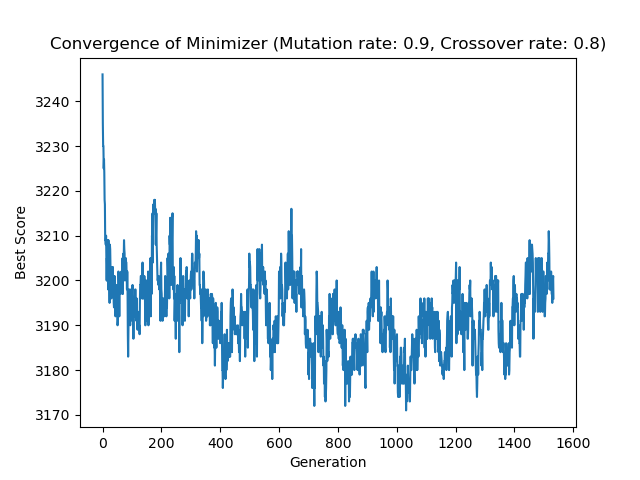 Convergence of Minimizer (Mutation rate: 0.9, Crossover rate: 0.8)
3240
3230
3220
3210
3200
3190
3180
3170
Best Score
0 200 400 600 800 1000 1200 1400 1600
Generation